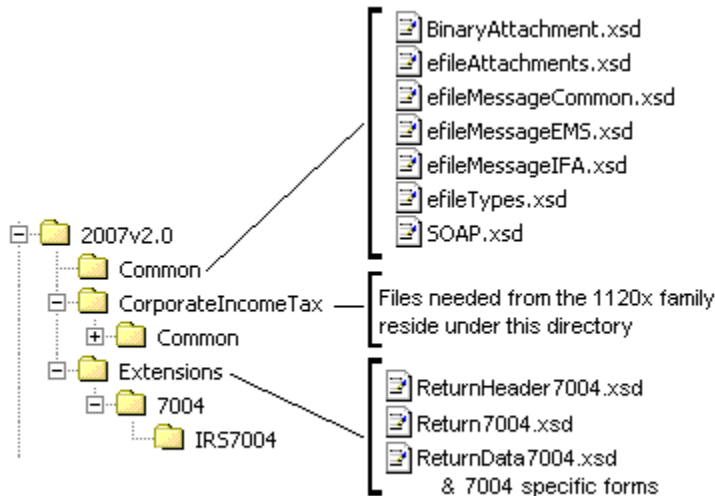 BinaryAttachment.xsd
efileAttachments.xsd
efileMessageCommon.xsd
efileMessageEMS.xsd
efileMessageIFA.xsd
efileTypes.xsd
SOAP.xsd
2007v2.0
Common
CorporateIncomeTax
Files needed from the 1120x family
reside under this directory
Common
Extensions
7004
IRS7004
ReturnHeader7004.xsd
Return7004.xsd
ReturnData7004.xsd
& 7004 specific forms